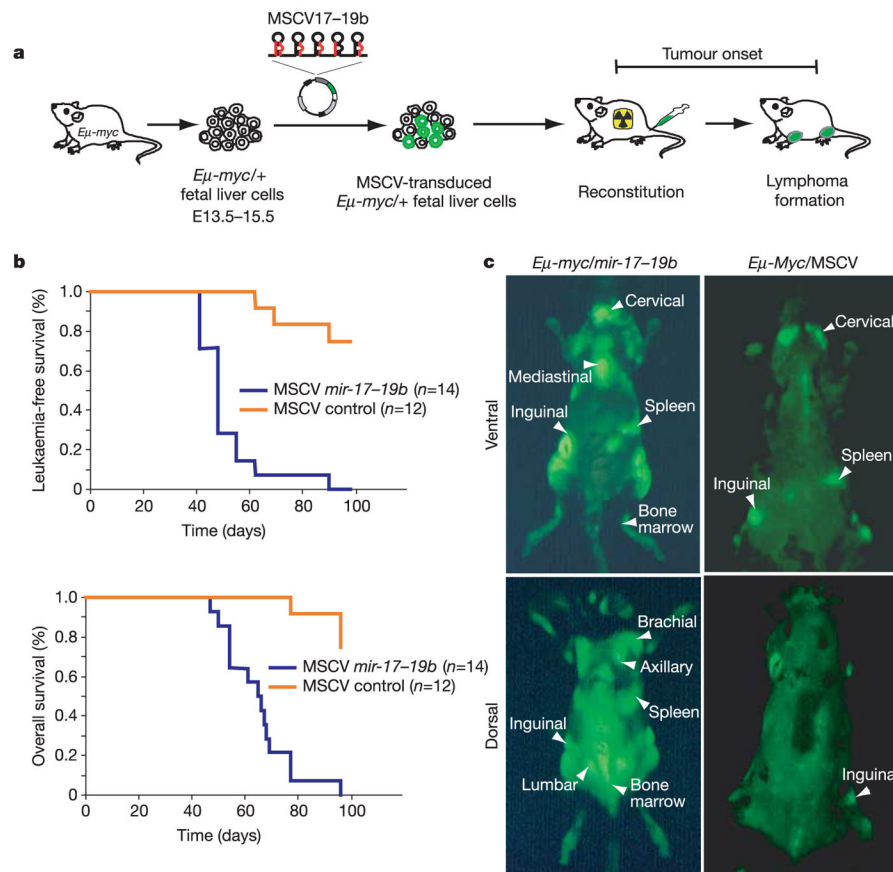 a
MSCV17–19b
Tumour onset
Eμ-myc
Eμ-myc/+
fetal liver cells
E13.5–15.5
MSCV-transduced
Eμ-myc/+ fetal liver cells
Reconstitution
Lymphoma
formation
b
Leukaemia-free survival (%)
1.0
0.8
0.6
0.4
0.2
0
MSCV mir-17–19b (n=14)
MSCV control (n=12)
0 20 40 60 80 100
Time (days)
Overall survival (%)
1.0
0.8
0.6
0.4
0.2
0
MSCV mir-17–19b (n=14)
MSCV control (n=12)
0 20 40 60 80 100
Time (days)
c
Eμ-myc/mir-17–19b
Eμ-Myc/MSCV
Ventral
Cervical
Mediastinal
Inguinal
Spleen
Bone
marrow
Cervical
Spleen
Inguinal
Dorsal
Brachial
Axillary
Spleen
Inguinal
Lumbar
Bone
marrow
Inguinal